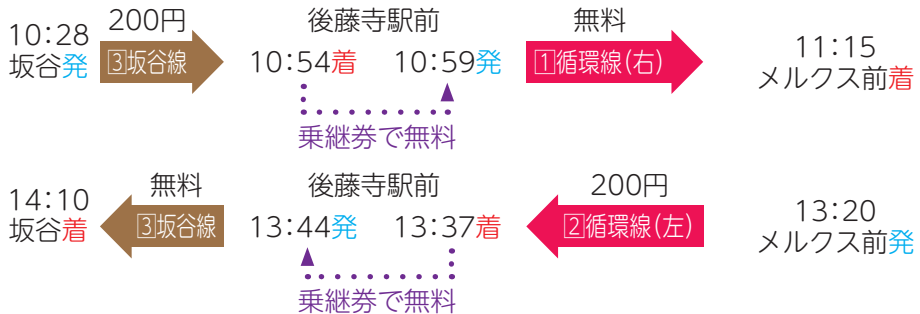 10:28
坂谷発
200円
3坂谷線
後藤寺駅前
10:54着 10:59発
乗継券で無料
無料
1循環線(右)
11:15
メルクス前着
14:10
坂谷着
無料
3坂谷線
後藤寺駅前
13:44発 13:37着
乗継券で無料
200円
2循環線(左)
13:20
メルクス前発